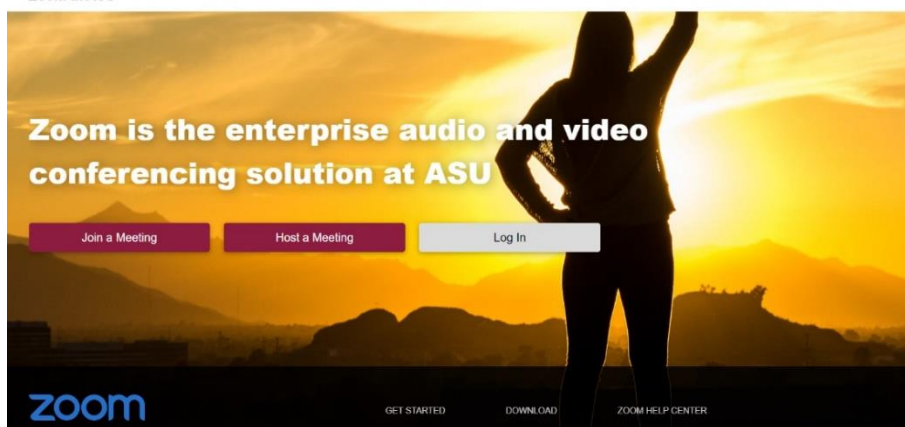 Zoom is the enterprise audio and video
conferencing solution at ASU
Join a Meeting Host a Meeting Log In
zoom GET STARTED DOWNLOAD ZOOM HELP CENTER